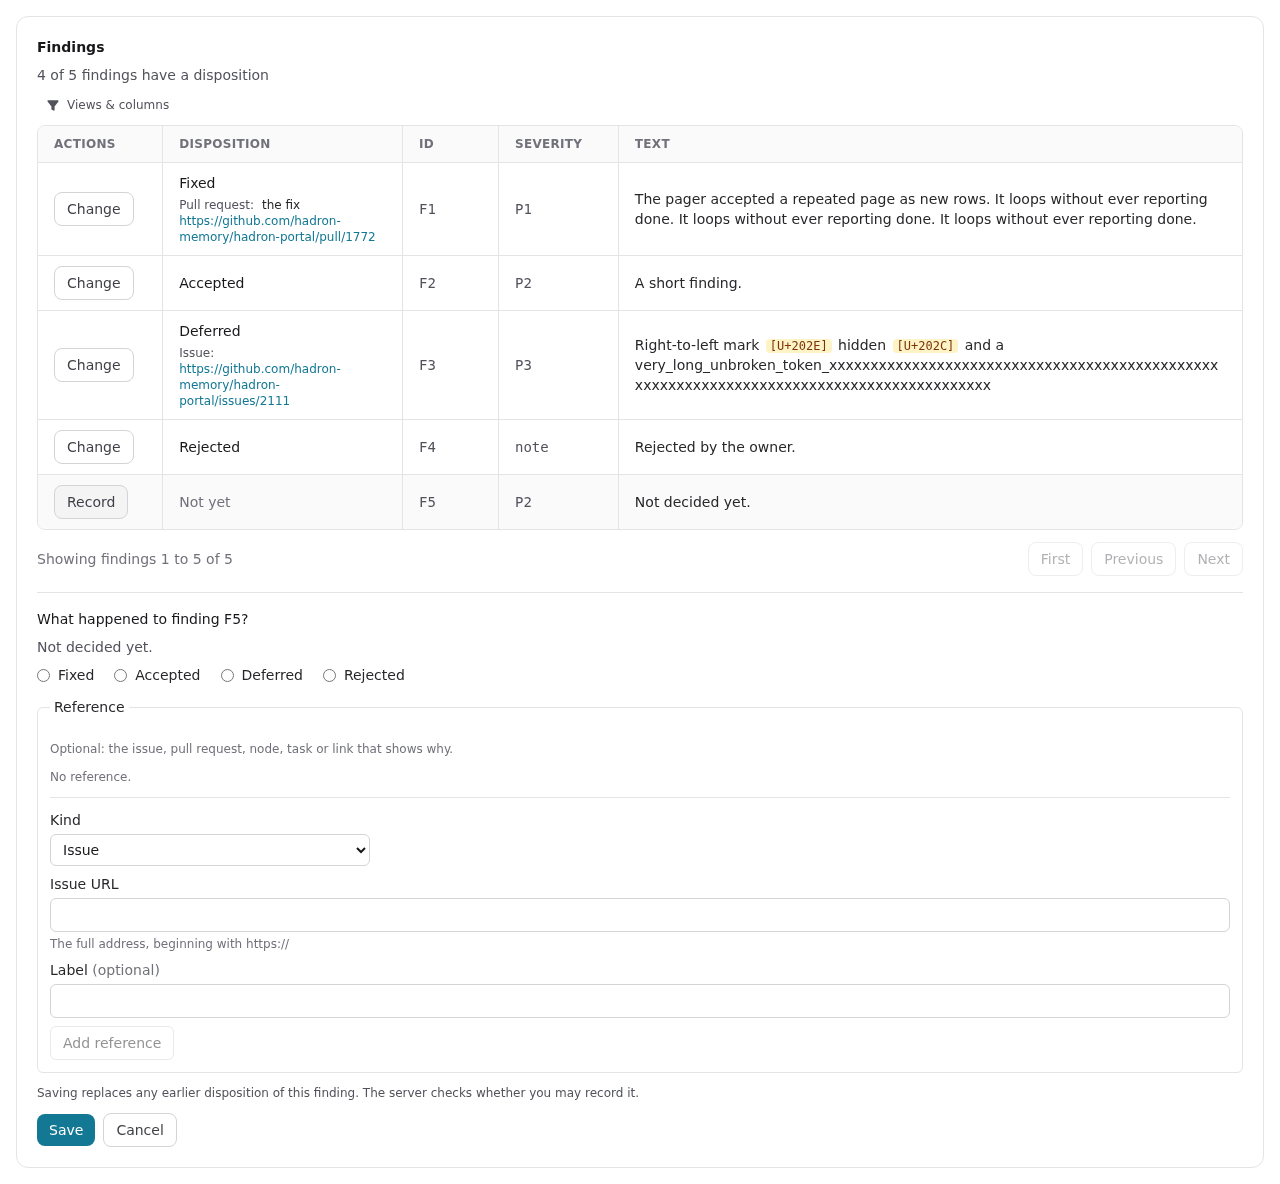 Findings
4 of 5 findings have a disposition
Views & columns
ACTIONS DISPOSITION ID SEVERITY TEXT
Change
Fixed
Pull request: the fix
https://github.com/hadron-
memory/hadron-portal/pull/1772
F1
P1
The pager accepted a repeated page as new rows. It loops without ever reporting
done. It loops without ever reporting done. It loops without ever reporting done.
Change Accepted F2 P2 A short finding.
Change
Deferred
Issue:
https://github.com/hadron-
memory/hadron-
portal/issues/2111
F3
P3
Right-to-left mark [U+202E] hidden [U+202C] and a
very_long_unbroken_token_xxxxxxxxxxxxxxxxxxxxxxxxxxxxxxxxxxxxxxxxxxxxxxx
xxxxxxxxxxxxxxxxxxxxxxxxxxxxxxxxxxxxxxxxxxx
Change Rejected F4 note Rejected by the owner.
Record Not yet F5 P2 Not decided yet.
Showing findings 1 to 5 of 5
First Previous Next
What happened to finding F5?
Not decided yet.
Fixed Accepted Deferred Rejected
Reference
Optional: the issue, pull request, node, task or link that shows why.
No reference.
Kind
Issue
Issue URL
The full address, beginning with https://
Label (optional)
Add reference
Saving replaces any earlier disposition of this finding. The server checks whether you may record it.
Save Cancel